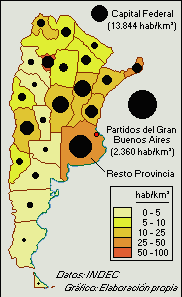 Capital Federal
(13.844 hab/km²)
Partidos del Gran
Buenos Aires
(2.360 hab/km²)
Resto Provincia
hab/km²
0 - 5
5 - 10
10 - 25
25 - 50
50 - 100
Datos: INDEC
Gráfico: Elaboración propia